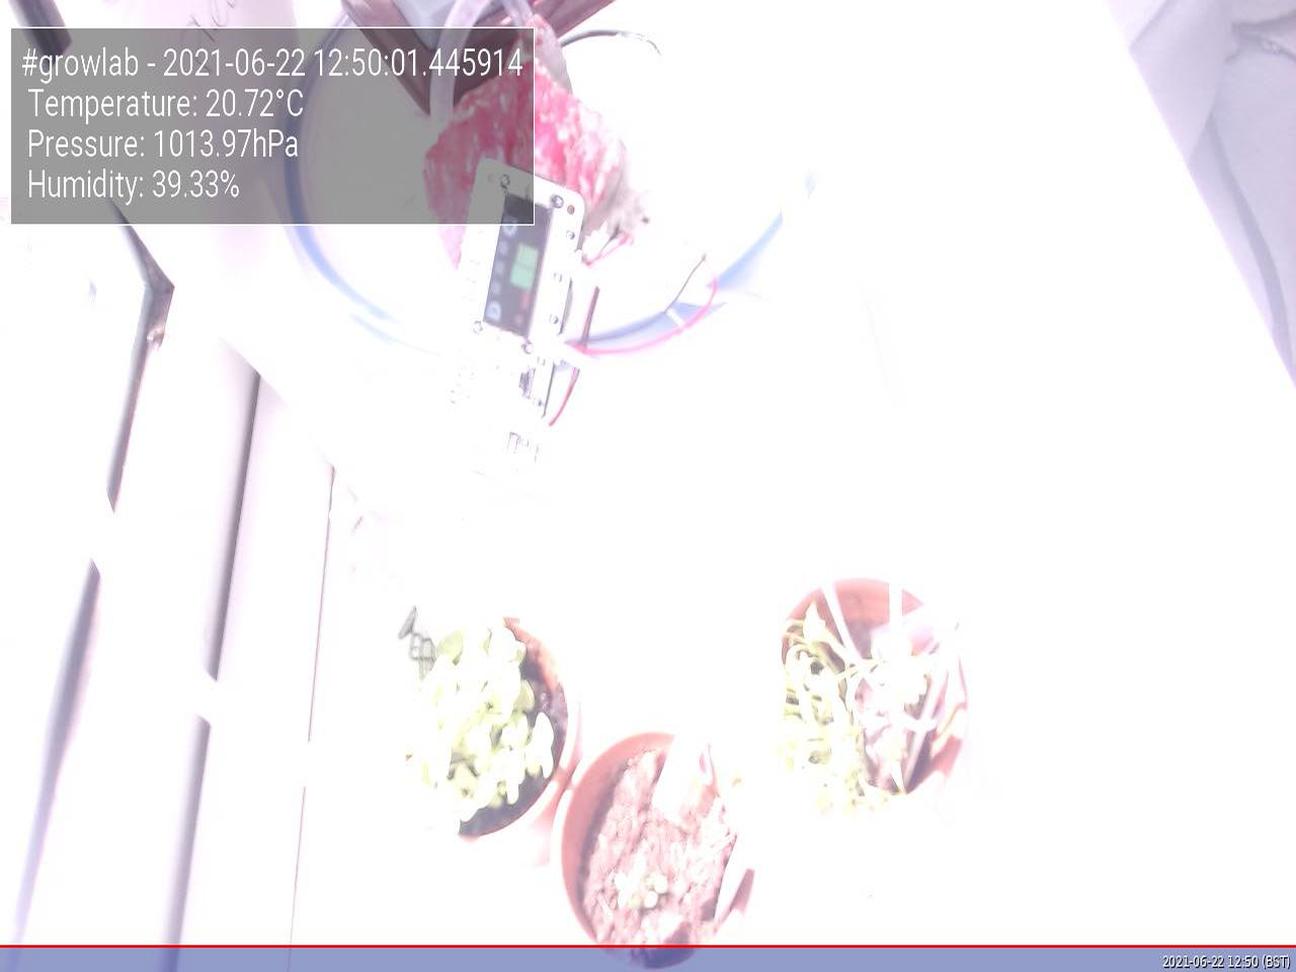 #growlab - 2021-06-22 12:50:01.445914
Temperature: 20.72°C
Pressure: 1013.97hPa
Humidity: 39.33%
2021-06-22 12:50 (BST)